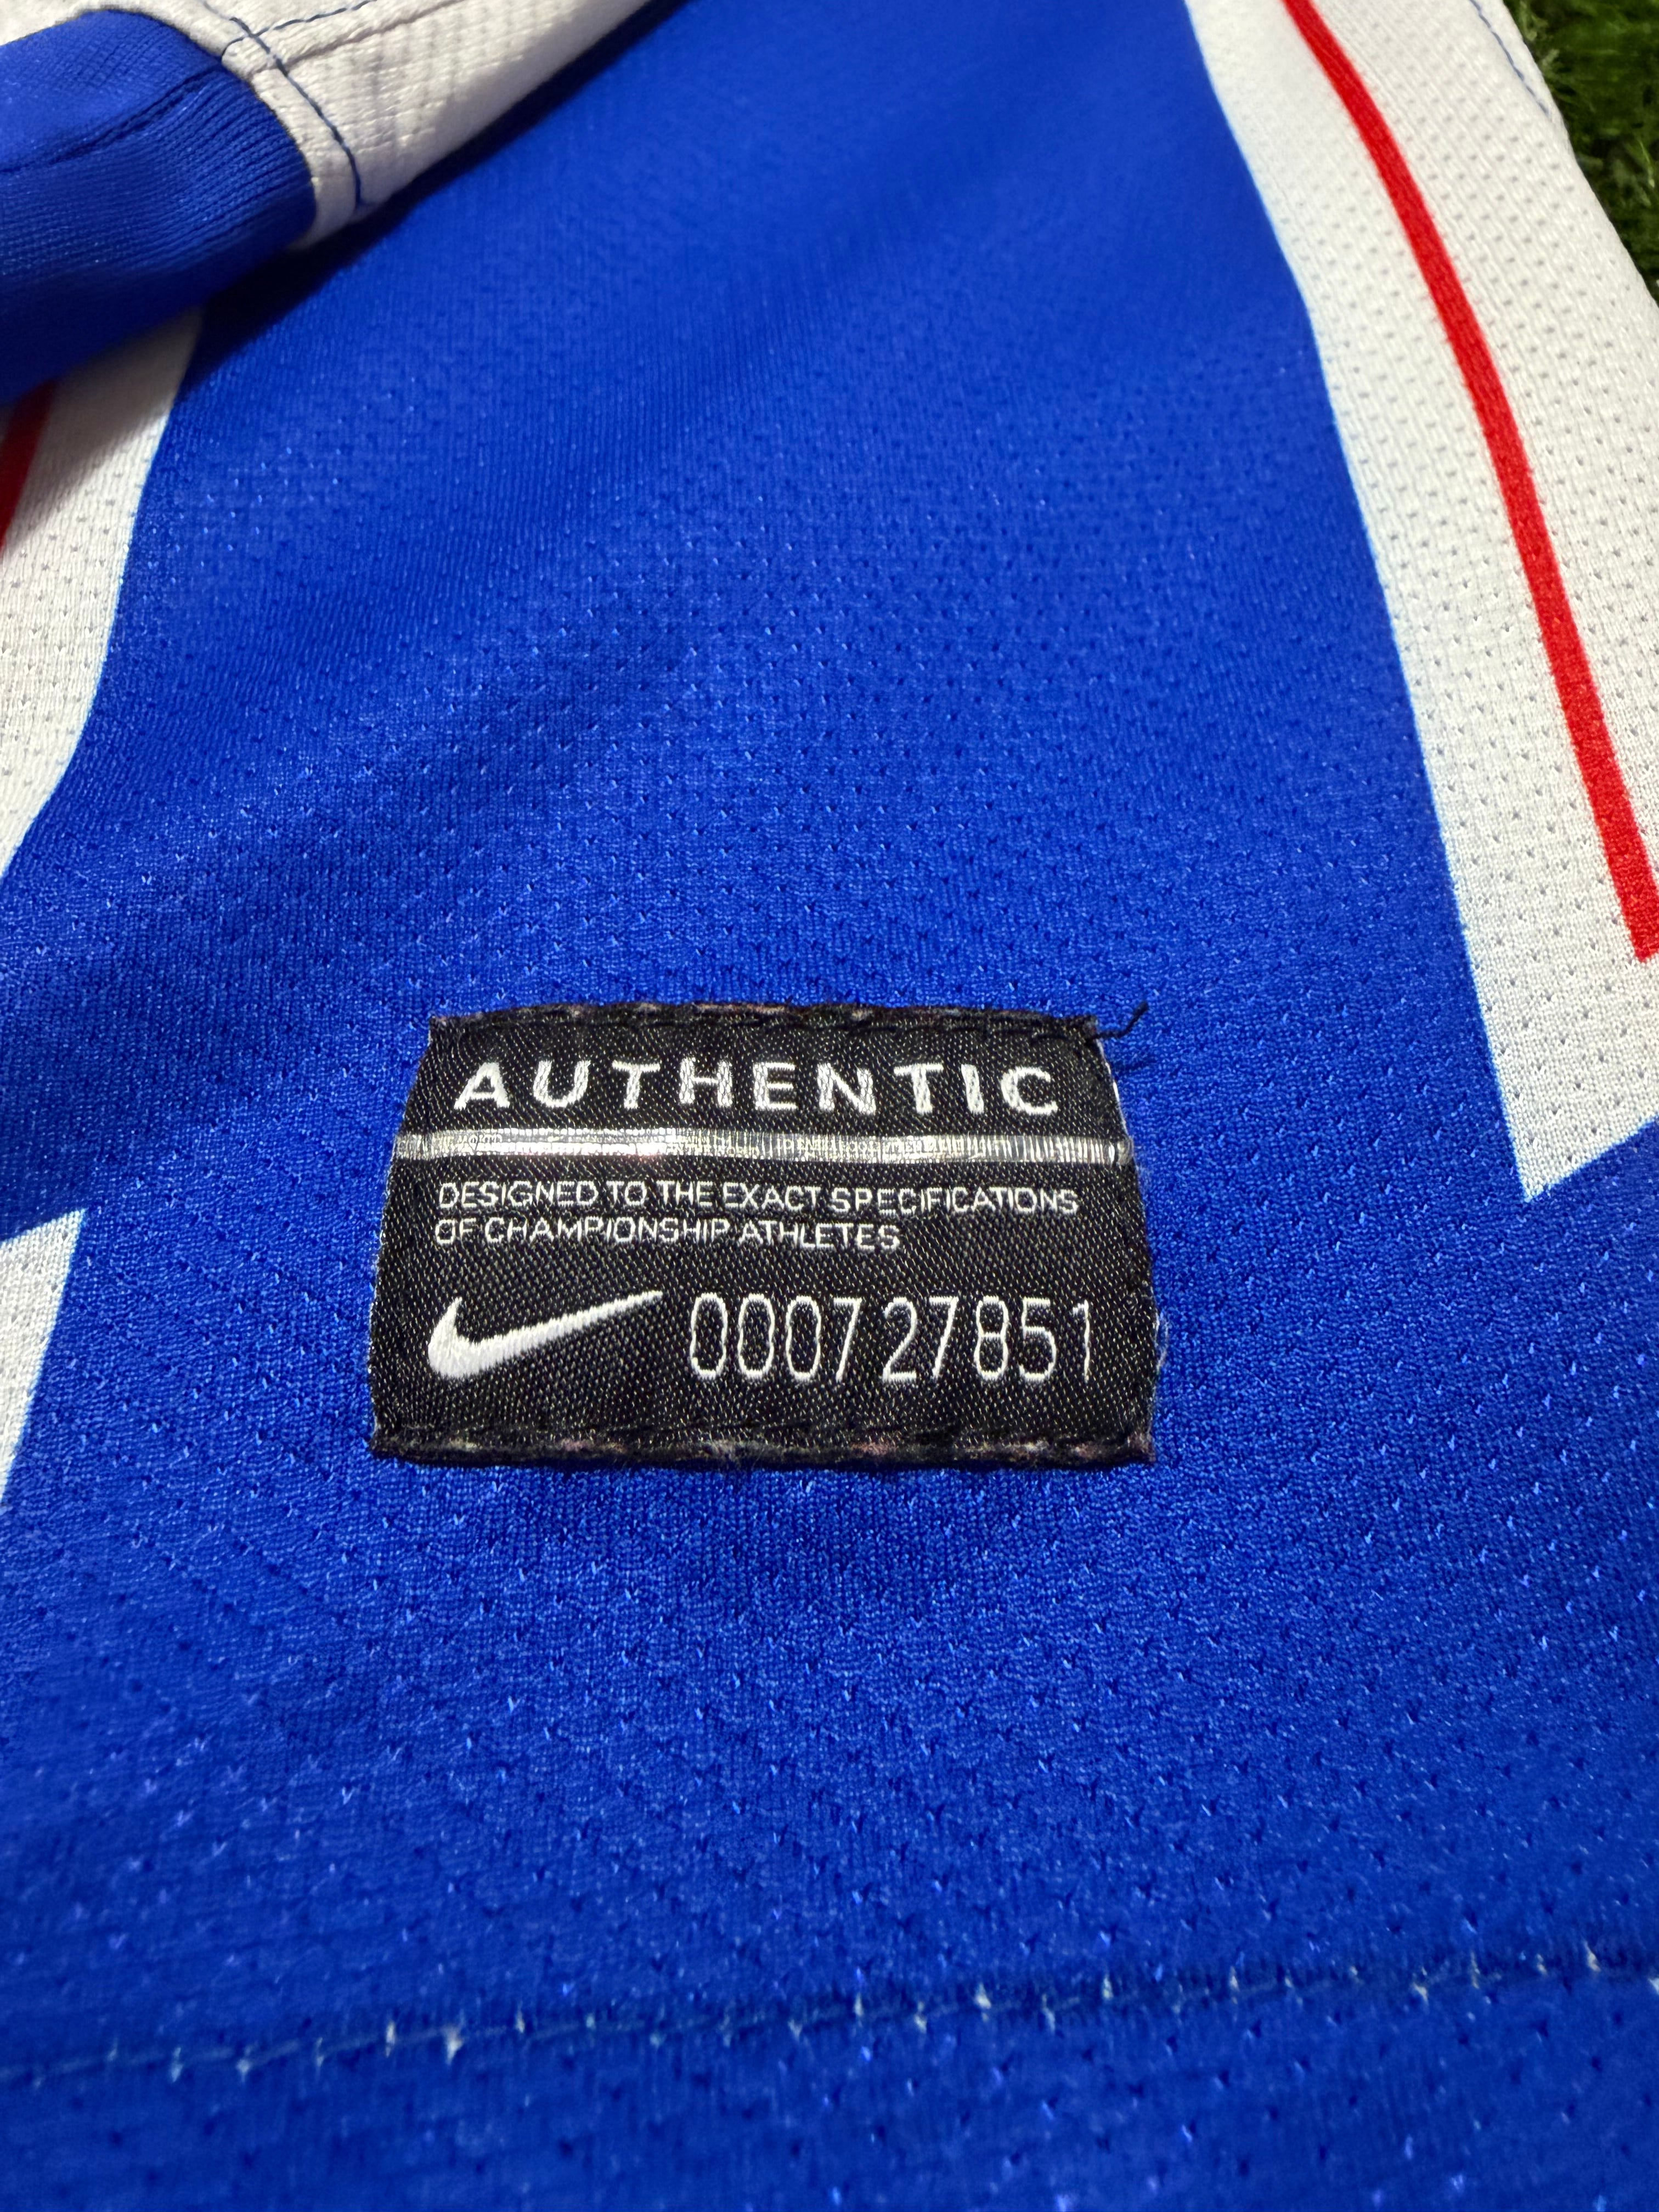 AUTHENTIC
DESIGNED TO THE EXACT SPECIFICATIONS
OF CHAMPIONSHIP ATHLETES
000727851